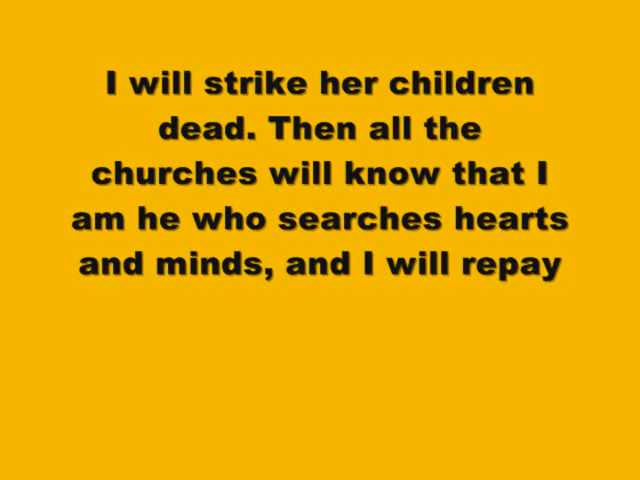 I will strike her children
dead. Then all the
churches will know that I
am he who searches hearts
and minds, and I will repay